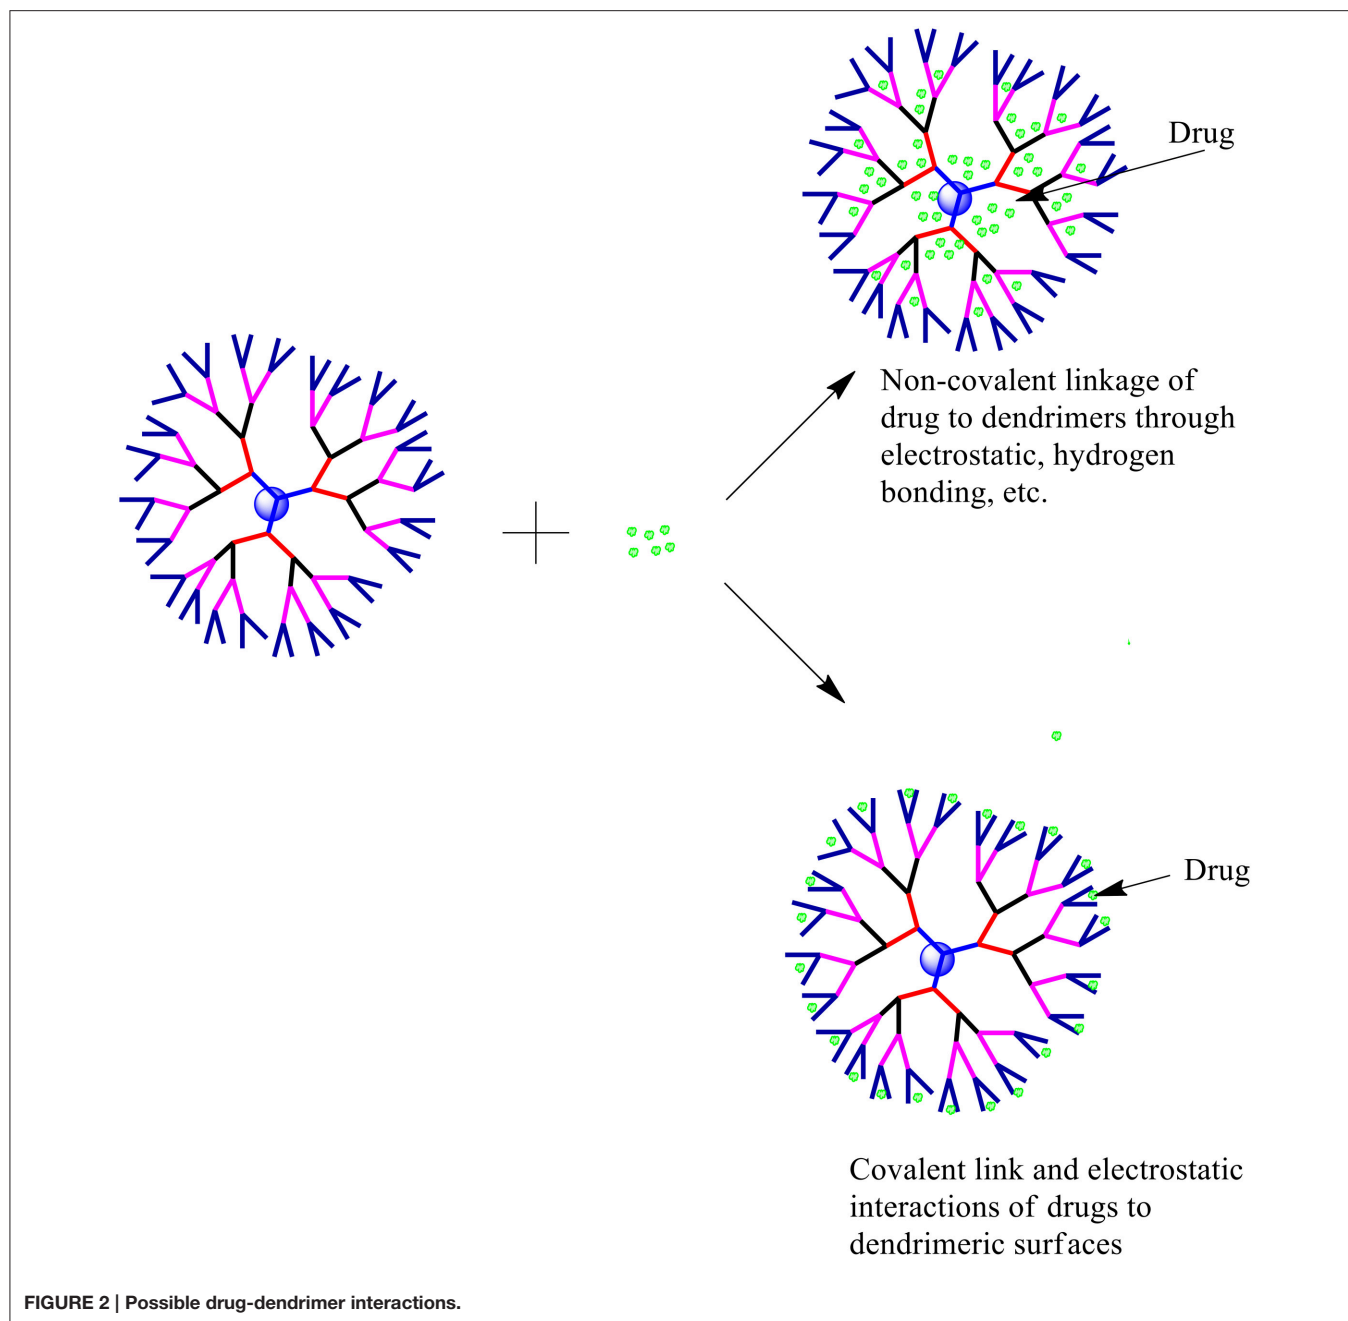 Drug
Non-covalent linkage of
drug to dendrimers through
electrostatic, hydrogen
bonding, etc.
Drug
Covalent link and electrostatic
interactions of drugs to
dendrimeric surfaces
FIGURE 2 | Possible drug-dendrimer interactions.